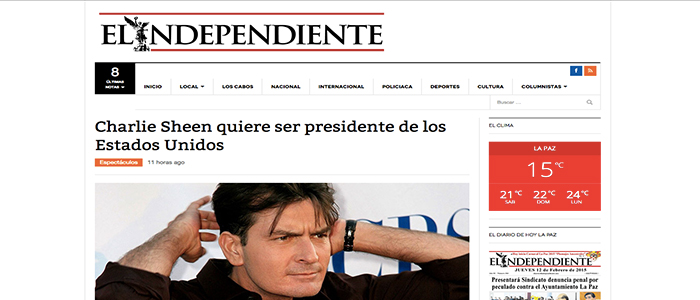 EL INDEPENDIENTE
8
ÚLTIMAS
NOTAS
INICIO LOCAL LOS CABOS NACIONAL INTERNACIONAL POLICIACA DEPORTES CULTURA COLUMNISTAS
Buscar ...
Charlie Sheen quiere ser presidente de los
Estados Unidos
Espectáculos 11 horas ago
EL CLIMA
LA PAZ
15°C
21°C 22°C 24°C
SAB DOM LUN
EL DIARIO DE HOY LA PAZ
EL INDEPENDIENTE
JUEVES 12 de Febrero de 2015
Presentará Sindicato denuncia penal por
peculado contra el Ayuntamiento La Paz
CBS